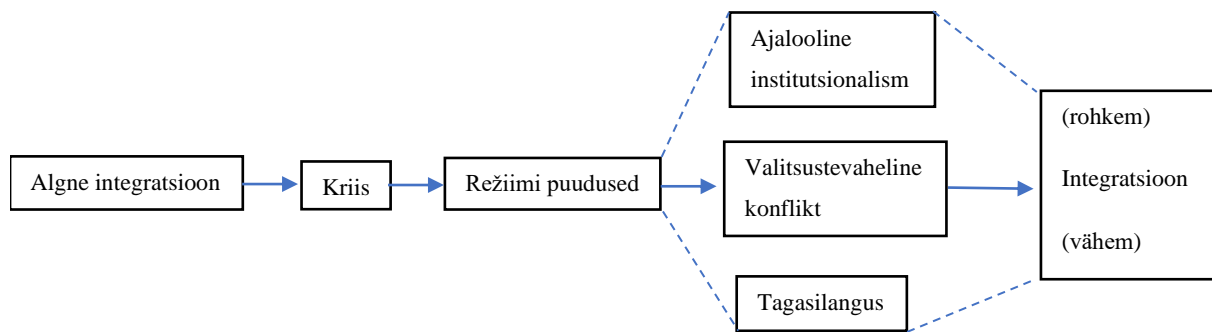 Algne integratsioon
Kriis
Režiimi puudused
Ajalooline
institutsionalism
Valitsustevaheline
konflikt
Tagasilangus
(rohkem)
Integratsioon
(vähem)